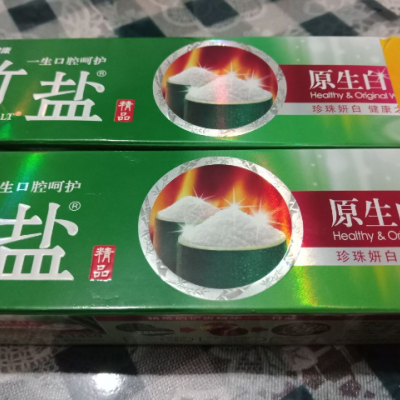 一生口腔呵护
竹盐®
精品
原生白
Healthy & Original W
珍珠妍白 健康
生口腔呵护
盐®
精品
原生
Healthy & Or
珍珠妍白